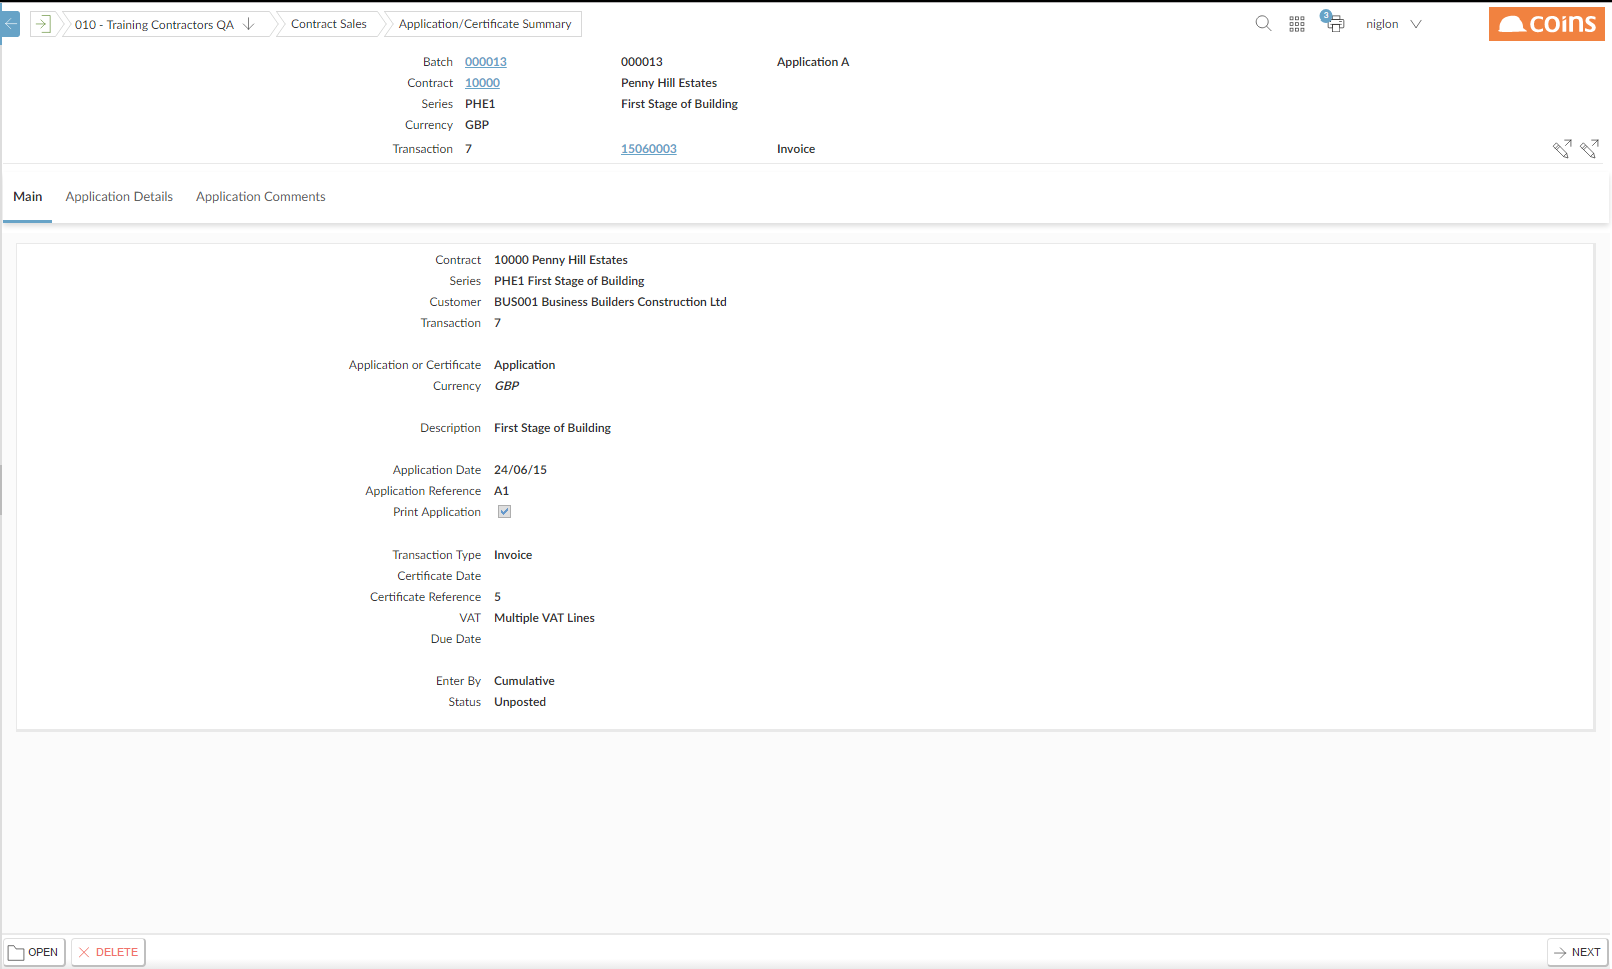 010 - Training Contractors QA
Contract Sales
Application/Certificate Summary
3
niglon
coins
Batch 000013 000013 Application A
Contract 10000 Penny Hill Estates
Series PHE1 First Stage of Building
Currency GBP
Transaction 7 15060003 Invoice
Main Application Details Application Comments
Contract 10000 Penny Hill Estates
Series PHE1 First Stage of Building
Customer BUS001 Business Builders Construction Ltd
Transaction 7
Application or Certificate Application
Currency GBP
Description First Stage of Building
Application Date 24/06/15
Application Reference A1
Print Application
Transaction Type Invoice
Certificate Date
Certificate Reference 5
VAT Multiple VAT Lines
Due Date
Enter By Cumulative
Status Unposted
OPEN DELETE NEXT